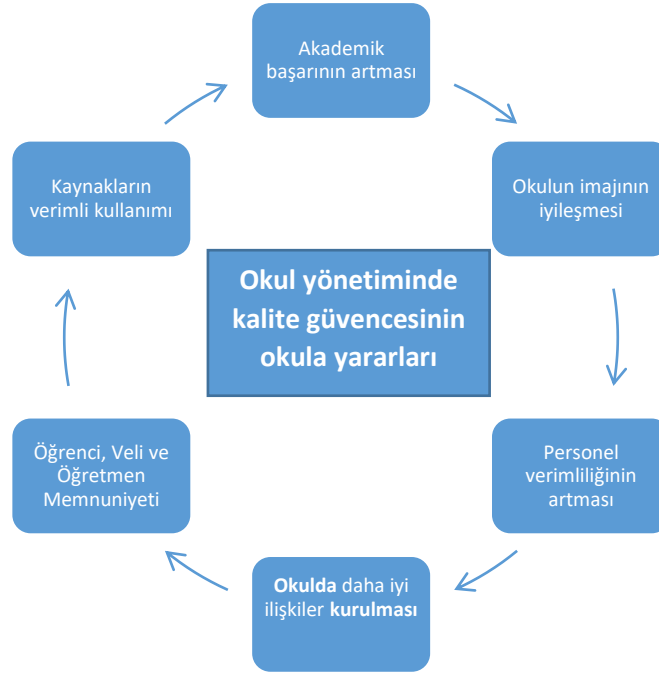 Akademik
başarının artması
Okulun imajının
iyileşmesi
Personel
verimliliğinin
artması
Okulda daha iyi
ilişkiler kurulması
Öğrenci, Veli ve
Öğretmen
Memnuniyeti
Kaynakların
verimli kullanımı
Okul yönetiminde
kalite güvencesinin
okula yararları